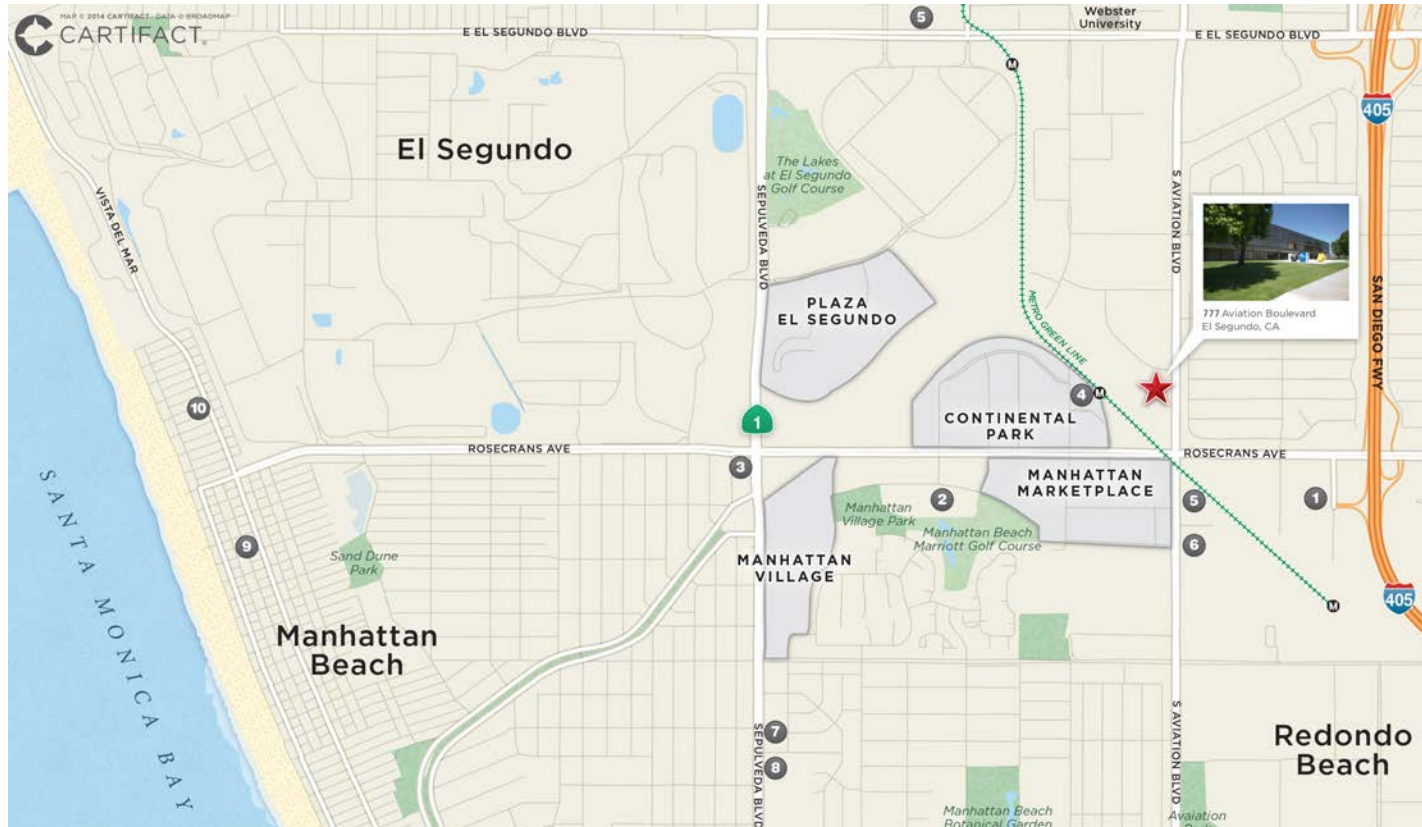 MAP © 2014 CARTIFACT - DATA © BROADMAP
CARTIFACT®
5
Webster
University
E EL SEGUNDO BLVD
E EL SEGUNDO BLVD
M
405
El Segundo
The Lakes
at El Segundo
Golf Course
SEPULVEDA BLVD
S AVIATION BLVD
VISTA DEL MAR
777 Aviation Boulevard
El Segundo, CA
SAN DIEGO FWY
PLAZA
EL SEGUNDO
METRO GREEN LINE
4
M
10
1
CONTINENTAL
PARK
ROSECRANS AVE
ROSECRANS AVE
3
MANHATTAN
MARKETPLACE
2
5
1
Manhattan
Village Park
Manhattan Beach
Marriott Golf Course
6
9
Sand Dune
Park
MANHATTAN
VILLAGE
M
405
SANTA MONICA BAY
Manhattan
Beach
7
8
SEPULVEDA BLVD
S AVIATION BLVD
Redondo
Beach
Manhattan Beach
Botanical Garden
Avaiation